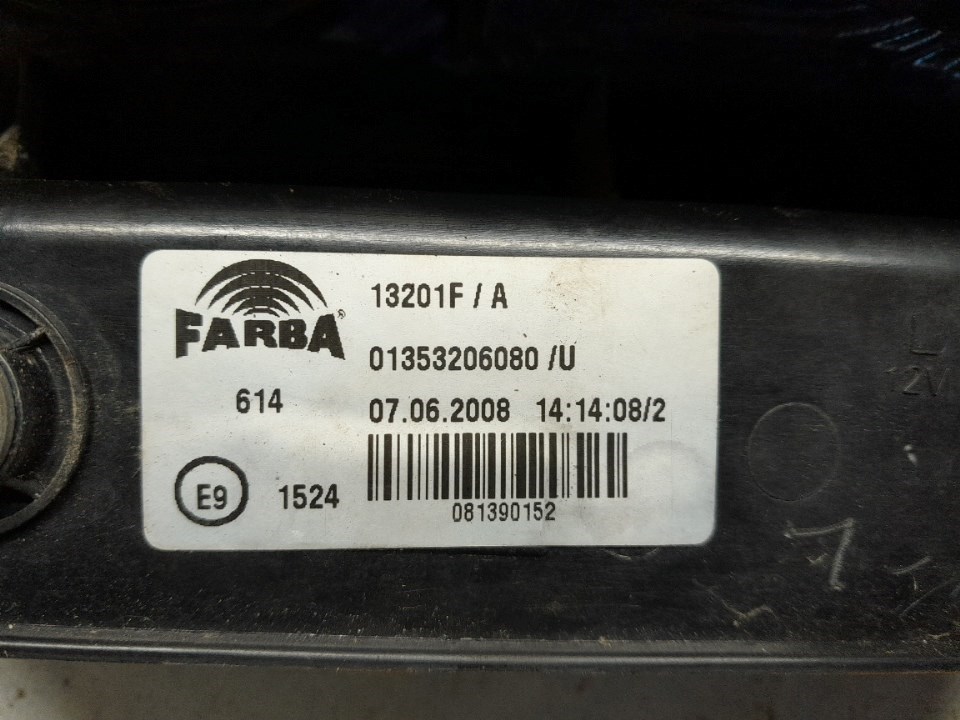 FARBA®
13201F / A
01353206080 /U
614
07.06.2008 14:14:08/2
E9
1524
081390152
12V